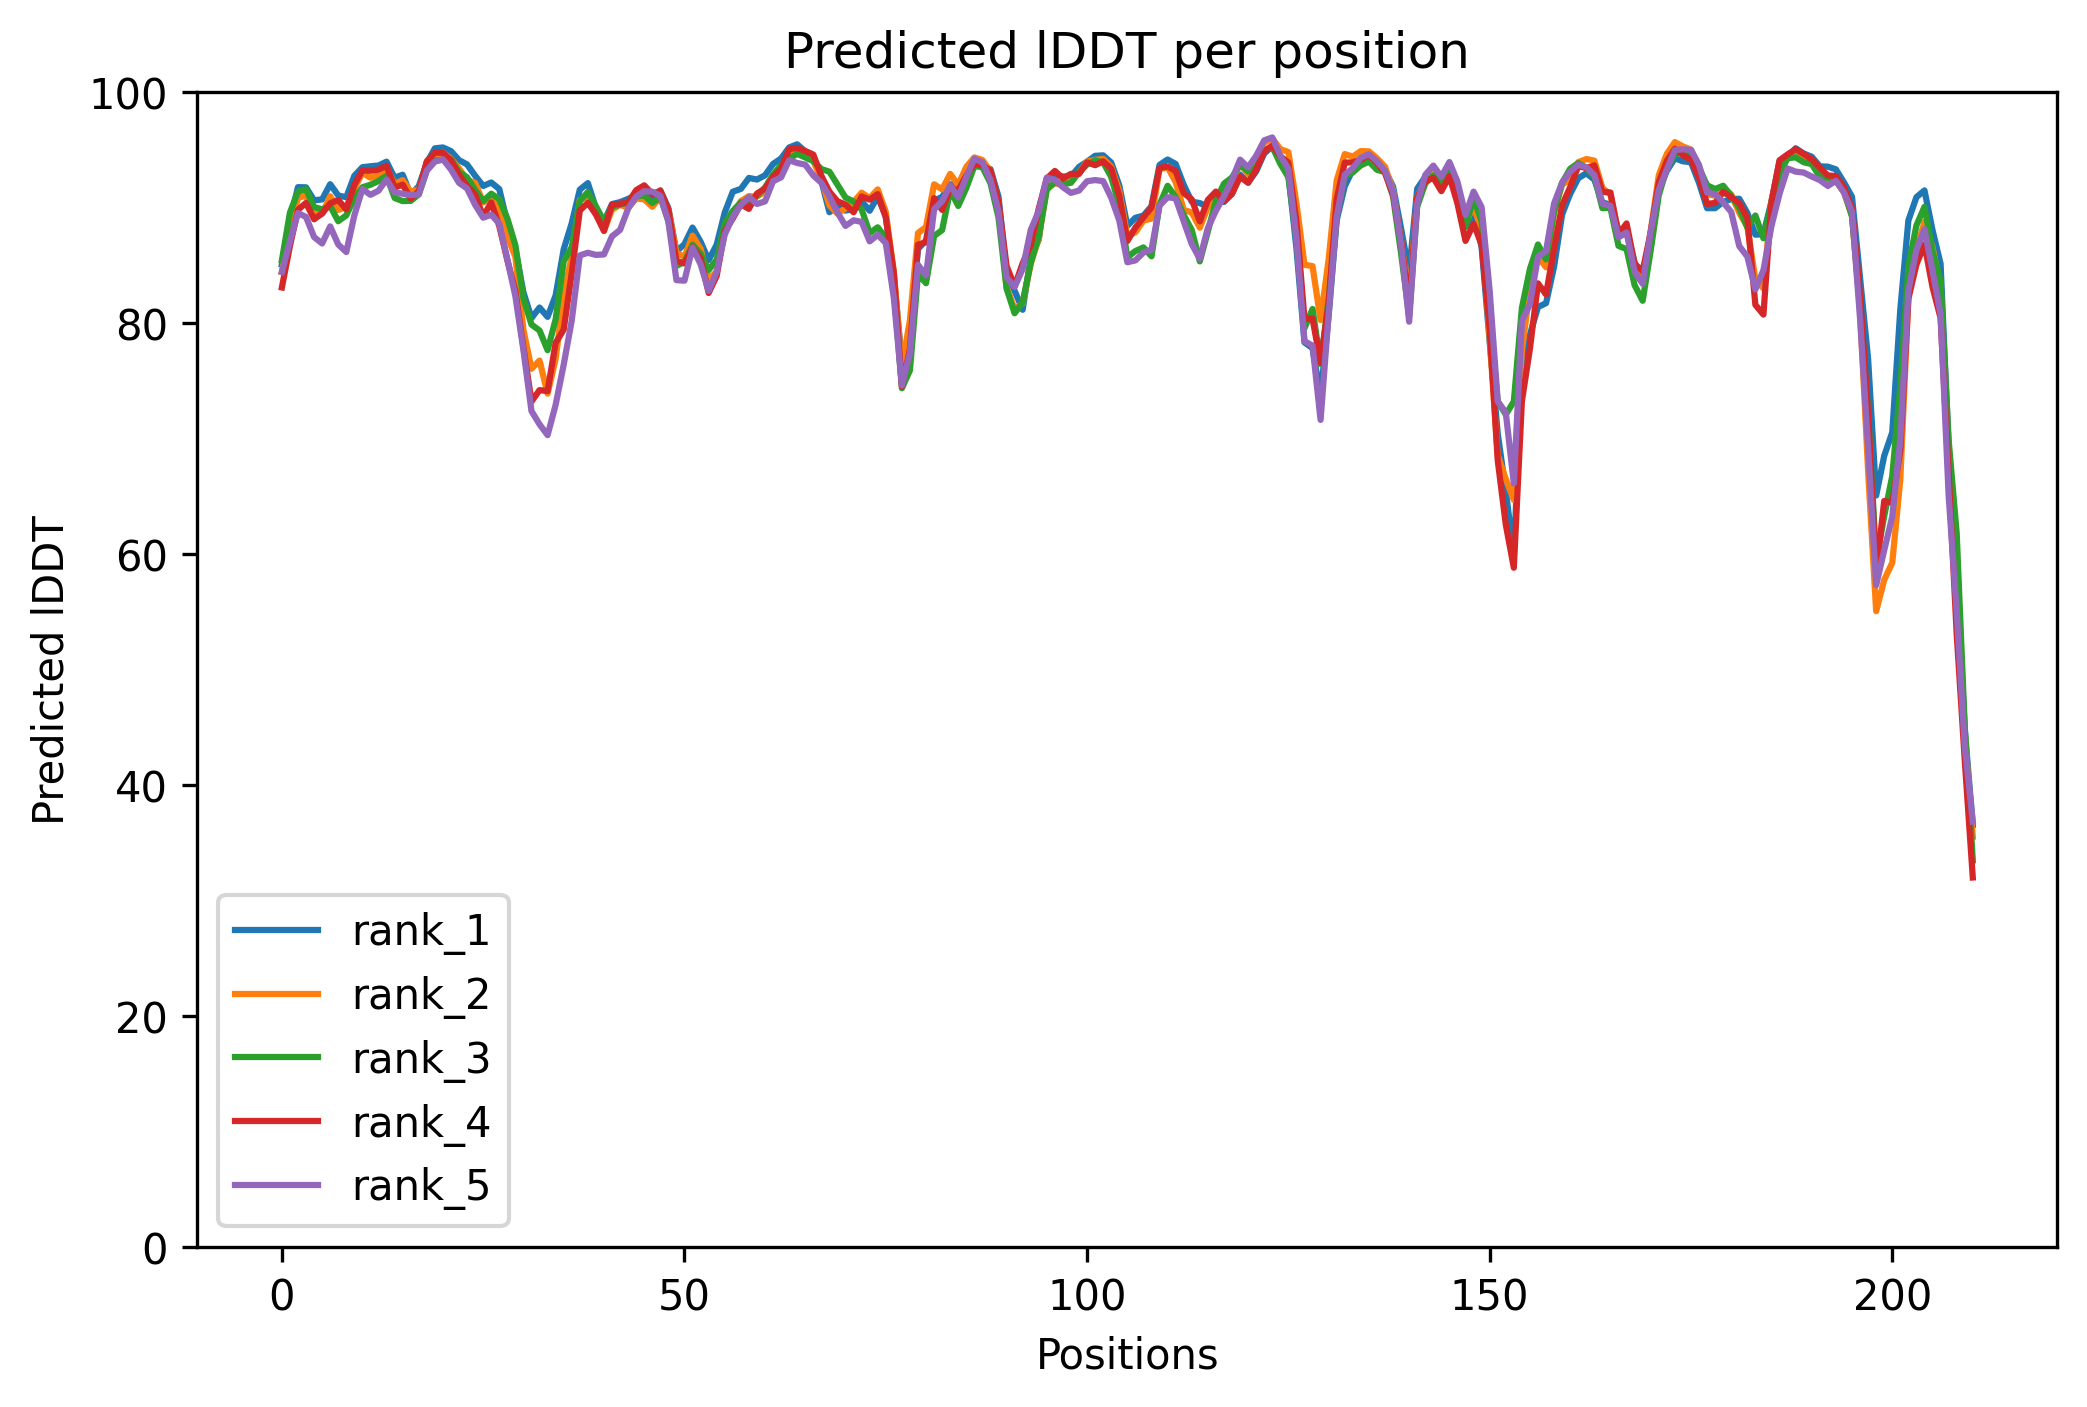 Predicted lDDT per position
100
80
60
40
20
0
Predicted lDDT
rank_1
rank_2
rank_3
rank_4
rank_5
0 50 100 150 200
Positions